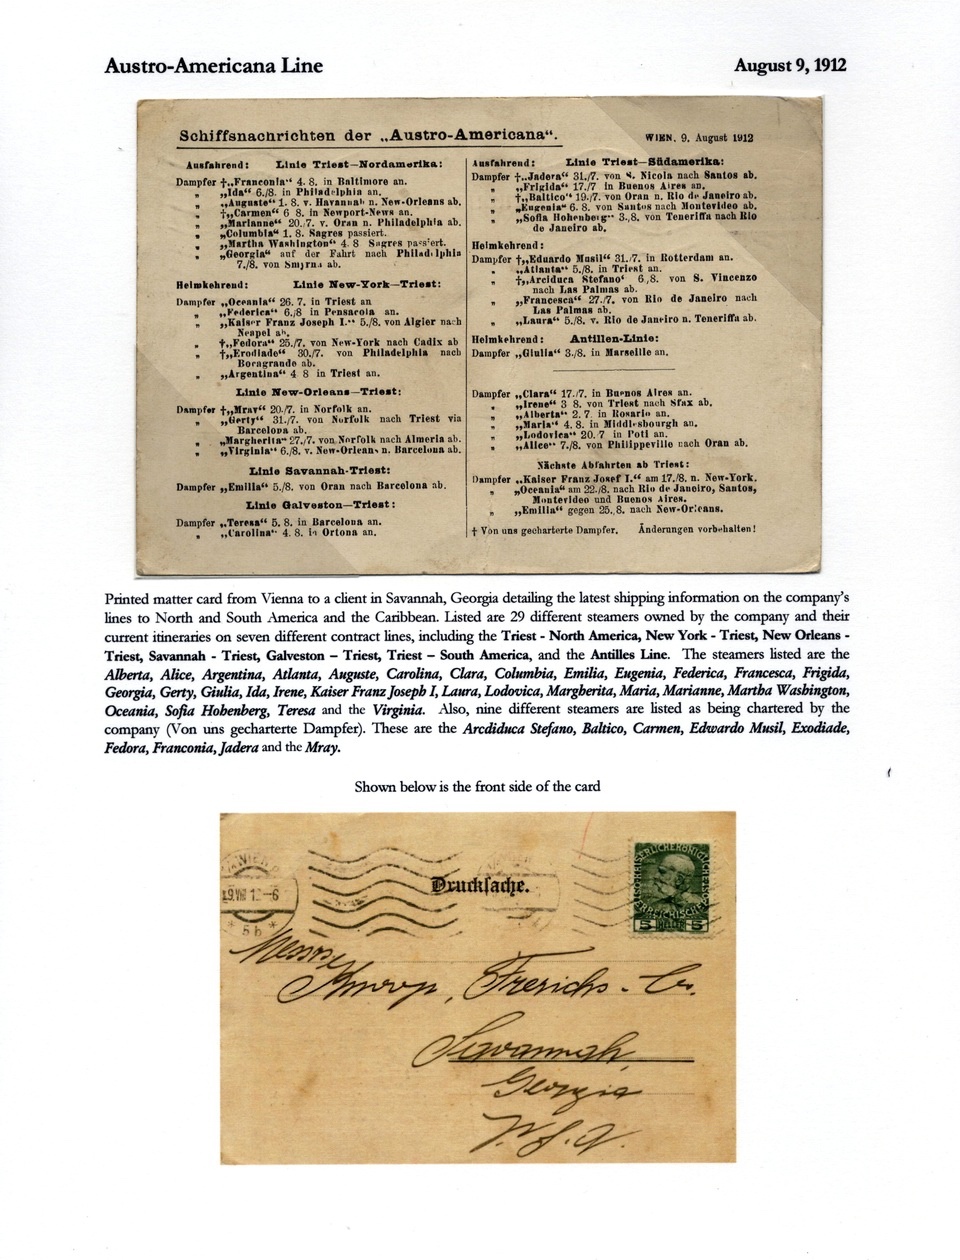 Austro-Americana Line
August 9, 1912
Schiffsnachrichten der „Austro-Americana“.
WIEN, 9. August 1912
Ausfahrend: Linie Triest—Nordamerika:
Dampfer †„Franconia“ 4. 8. in Baltimore an.
„ „Ida“ 6./8. in Philadelphia an.
„ „Auguste“ 1. 8. v. Havannah n. New-Orleans ab.
„ †„Carmen“ 6 8. in Newport-News an.
„ „Marianne“ 20./7. v. Oran n. Philadelphia ab.
„ „Columbia“ 1. 8. Sagres passiert.
„ „Martha Washington“ 4. 8 Sagres passiert.
„ „Georgia“ auf der Fahrt nach Philadelphia
7./8. von Smyrna ab.
Heimkehrend: Linie New-York—Triest:
Dampfer „Oceania“ 26. 7. in Triest an
„ „Federica“ 6./8 in Pensacola an.
„ „Kaiser Franz Joseph I.“ 5./8. von Algier nach
Neapel ab.
„ †„Fedora“ 25./7. von New-York nach Cadix ab
„ †„Erodiade“ 30./7. von Philadelphia nach
Borngrande ab.
„ „Argentina“ 4 8 in Triest an.
Linie New-Orleans—Triest:
Dampfer †„Mrav“ 20./7. in Norfolk an.
„ „Gerty“ 31./7. von Norfolk nach Triest via
Barcelona ab.
„ „Margherita“ 27./7. von Norfolk nach Almeria ab.
„ „Virginia“ 6./8. v. New-Orleans n. Barcelona ab.
Linie Savannah-Triest:
Dampfer „Emilia“ 5./8. von Oran nach Barcelona ab.
Linie Galveston—Triest:
Dampfer „Teresa“ 5. 8. in Barcelona an.
„ „Carolina“ 4. 8. in Ortona an.
Ausfahrend: Linie Triest—Südamerika:
Dampfer †„Jadera“ 31./7. von S. Nicola nach Santos ab.
„ „Frigida“ 17./7 in Buenos Aires an.
„ †„Baltico“ 19./7. von Oran n. Rio de Janeiro ab.
„ „Eugenia“ 6. 8. von Santos nach Montevideo ab.
„ „Sofia Hohenberg“ 3./8. von Teneriffa nach Rio
de Janeiro ab.
Heimkehrend:
Dampfer †„Eduardo Musil“ 31./7. in Rotterdam an.
„ „Atlanta“ 5./8. in Triest an.
„ †„Arciduca Stefano“ 6./8. von S. Vincenzo
nach Las Palmas ab.
„ „Francesca“ 27./7. von Rio de Janeiro nach
Las Palmas ab.
„ „Laura“ 5./8. v. Rio de Janeiro n. Teneriffa ab.
Heimkehrend: Antillen-Linie:
Dampfer „Giulia“ 3./8. in Marseille an.
Dampfer „Clara“ 17./7. in Buenos Aires an.
„ „Irene“ 3 8. von Triest nach Sfax ab.
„ „Alberta“ 2. 7. in Rosario an.
„ „Maria“ 4. 8. in Middlesbourgh an.
„ „Lodovica“ 20. 7 in Poti an.
„ „Alice“ 7./8. von Philippeville nach Oran ab.
Nächste Abfahrten ab Triest:
Dampfer „Kaiser Franz Josef I.“ am 17./8. n. New-York.
„ „Oceania“ am 22./8. nach Rio de Janeiro, Santos,
Montevideo und Buenos Aires.
„ „Emilia“ gegen 25./8. nach New-Orleans.
† Von uns gecharterte Dampfer. Änderungen vorbehalten!
Printed matter card from Vienna to a client in Savannah, Georgia detailing the latest shipping information on the company's
lines to North and South America and the Caribbean. Listed are 29 different steamers owned by the company and their
current itineraries on seven different contract lines, including the Triest - North America, New York - Triest, New Orleans -
Triest, Savannah - Triest, Galveston – Triest, Triest – South America, and the Antilles Line. The steamers listed are the
Alberta, Alice, Argentina, Atlanta, Auguste, Carolina, Clara, Columbia, Emilia, Eugenia, Federica, Francesca, Frigida,
Georgia, Gerty, Giulia, Ida, Irene, Kaiser Franz Joseph I, Laura, Lodovica, Margherita, Maria, Marianne, Martha Washington,
Oceania, Sofia Hohenberg, Teresa and the Virginia. Also, nine different steamers are listed as being chartered by the
company (Von uns gecharterte Dampfer). These are the Arcdiduca Stefano, Baltico, Carmen, Edwardo Musil, Exodiade,
Fedora, Franconia, Jadera and the Mray.
Shown below is the front side of the card
Drucksache.
WIEN
5 b
5 HELLER 5
Messrs
Knoop, Frerichs & Co.
Savannah,
Georgia
U.S.A.